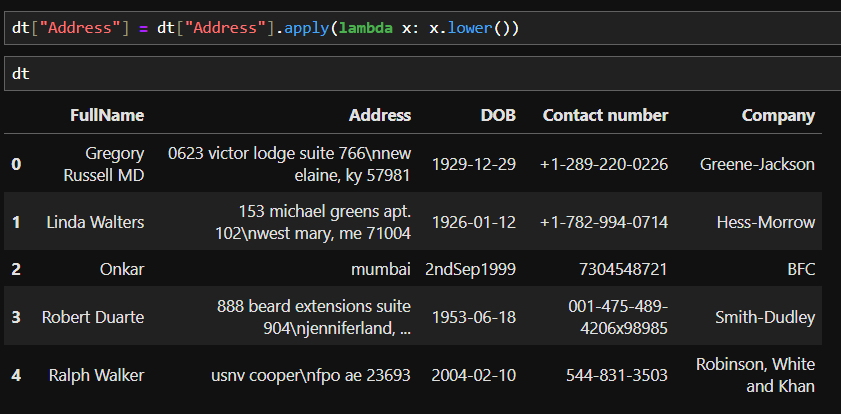 dt["Address"] = dt["Address"].apply(lambda x: x.lower())
dt
FullName Address DOB Contact number Company
0 Gregory Russell MD 0623 victor lodge suite 766\nnew elaine, ky 57981 1929-12-29 +1-289-220-0226 Greene-Jackson
1 Linda Walters 153 michael greens apt. 102\nwest mary, me 71004 1926-01-12 +1-782-994-0714 Hess-Morrow
2 Onkar mumbai 2ndSep1999 7304548721 BFC
3 Robert Duarte 888 beard extensions suite 904\njenniferland, ... 1953-06-18 001-475-489-4206x98985 Smith-Dudley
4 Ralph Walker usnv cooper\nfpo ae 23693 2004-02-10 544-831-3503 Robinson, White and Khan